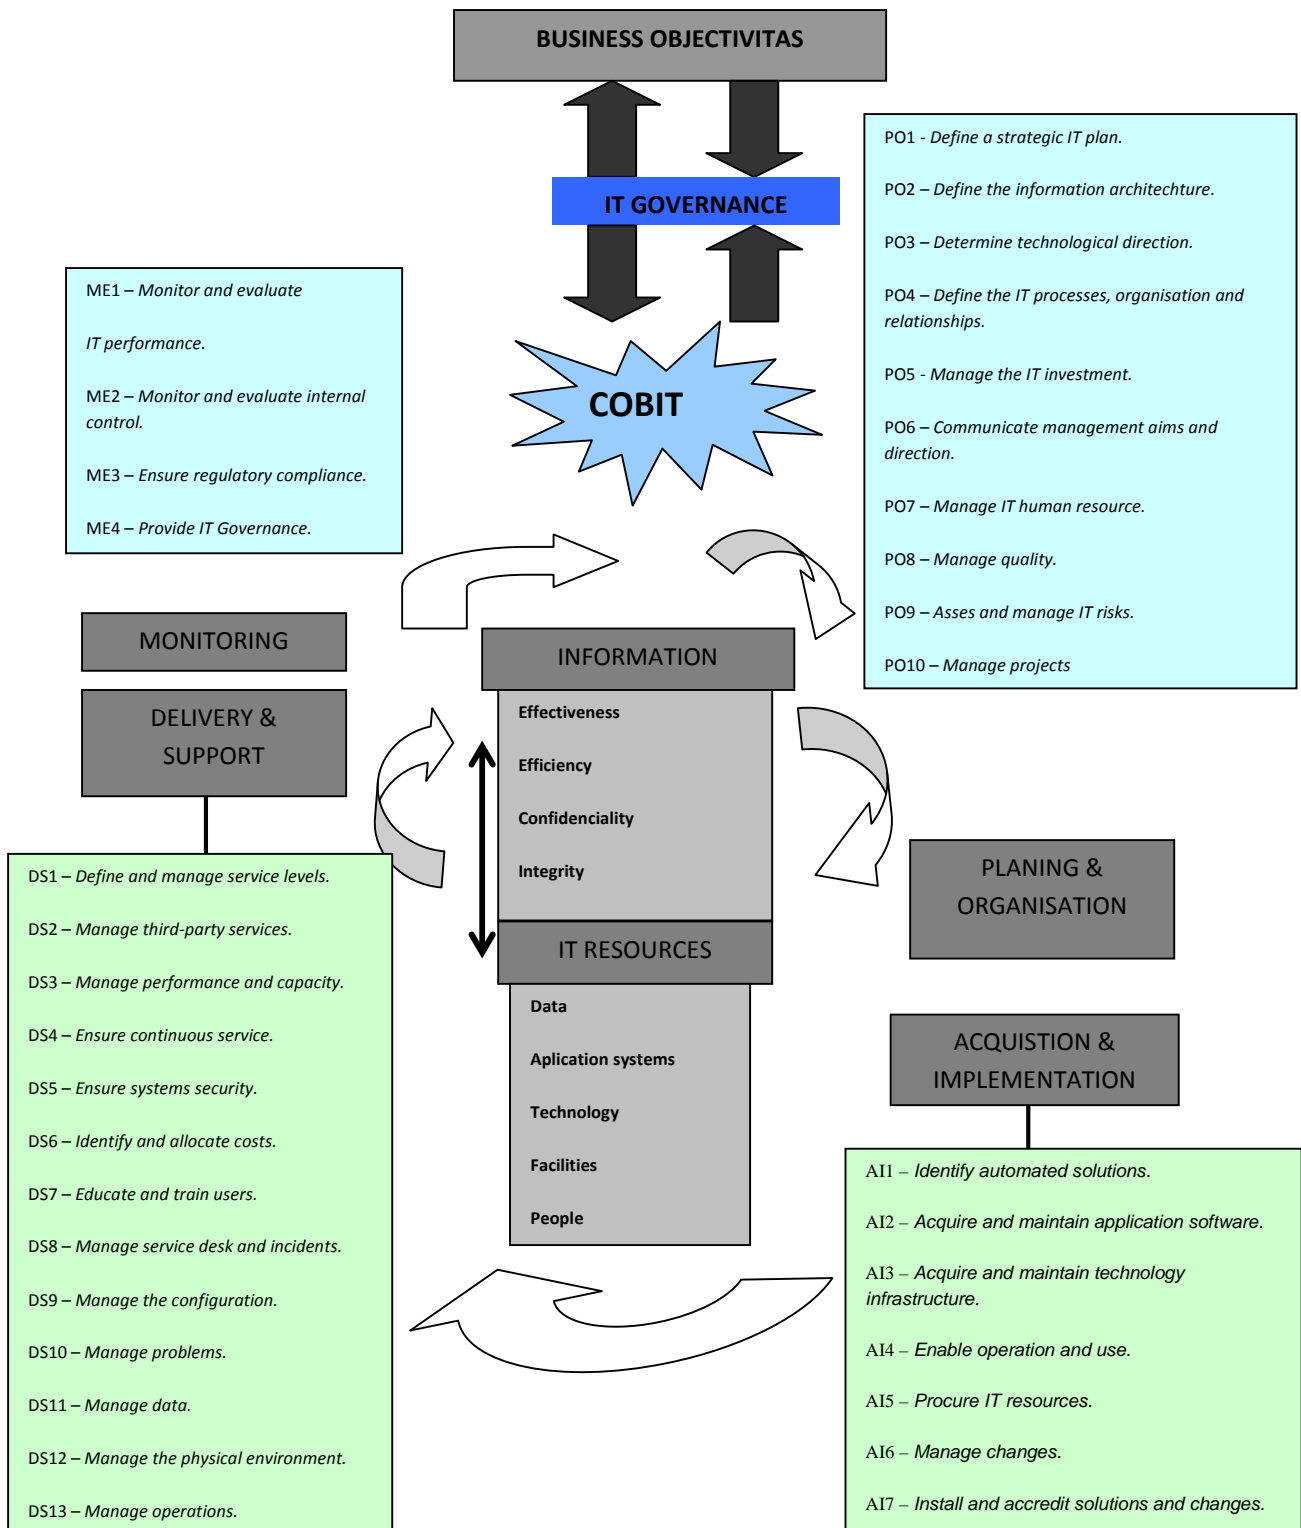 BUSINESS OBJECTIVITAS
IT GOVERNANCE
COBIT
ME1 – Monitor and evaluate
IT performance.
ME2 – Monitor and evaluate internal
control.
ME3 – Ensure regulatory compliance.
ME4 – Provide IT Governance.
PO1 - Define a strategic IT plan.
PO2 – Define the information architechture.
PO3 – Determine technological direction.
PO4 – Define the IT processes, organisation and
relationships.
PO5 - Manage the IT investment.
PO6 – Communicate management aims and
direction.
PO7 – Manage IT human resource.
PO8 – Manage quality.
PO9 – Asses and manage IT risks.
PO10 – Manage projects
MONITORING
DELIVERY &
SUPPORT
INFORMATION
Effectiveness
Efficiency
Confidenciality
Integrity
IT RESOURCES
Data
Aplication systems
Technology
Facilities
People
PLANING &
ORGANISATION
ACQUISTION &
IMPLEMENTATION
DS1 – Define and manage service levels.
DS2 – Manage third-party services.
DS3 – Manage performance and capacity.
DS4 – Ensure continuous service.
DS5 – Ensure systems security.
DS6 – Identify and allocate costs.
DS7 – Educate and train users.
DS8 – Manage service desk and incidents.
DS9 – Manage the configuration.
DS10 – Manage problems.
DS11 – Manage data.
DS12 – Manage the physical environment.
DS13 – Manage operations.
AI1 – Identify automated solutions.
AI2 – Acquire and maintain application software.
AI3 – Acquire and maintain technology
infrastructure.
AI4 – Enable operation and use.
AI5 – Procure IT resources.
AI6 – Manage changes.
AI7 – Install and accredit solutions and changes.